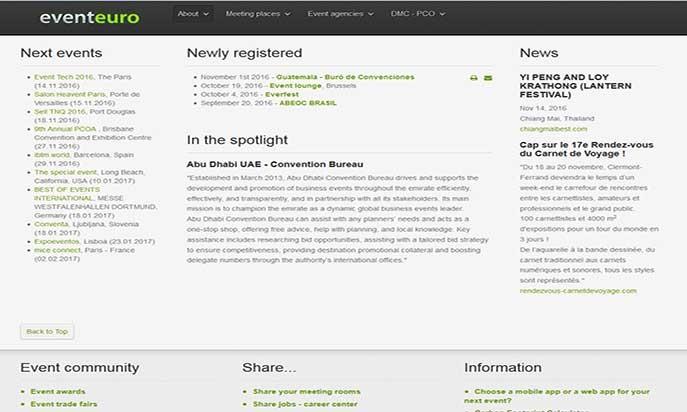 eventeuro
About
Meeting places
Event agencies
DMC - PCO
Next events
Event Tech 2016, The Paris
(14.11.2016)
Salon Heavent Paris, Porte de
Versailles (15.11.2016)
Sell TNQ 2016, Port Douglas
(18.11.2016)
9th Annual PCOA , Brisbane
Convention and Exhibition Centre
(27.11.2016)
ibtm world, Barcelona, Spain
(29.11.2016)
The special event, Long Beach,
California, USA (10.01.2017)
BEST OF EVENTS
INTERNATIONAL, MESSE
WESTFALENHALLEN DORTMUND,
Germany (18.01.2017)
Conventa, Ljubljana, Slovenia
(18.01.2017)
Expoeventos, Lisboa (23.01.2017)
mice connect, Paris - France
(02.02.2017)
Newly registered
November 1st 2016 - Guatemala - Buró de Convenciones
October 19, 2016 - Event lounge, Brussels
October 4, 2016 - Everfest
September 20, 2016 - ABEOC BRASIL
In the spotlight
Abu Dhabi UAE - Convention Bureau
"Established in March 2013, Abu Dhabi Convention Bureau drives and supports the
development and promotion of business events throughout the emirate efficiently,
effectively, and transparently, and in partnership with all its stakeholders. Its main
mission is to champion the emirate as a dynamic global business events leader.
Abu Dhabi Convention Bureau can assist with any planners' needs and acts as a
one-stop shop, offering free advice, help with planning, and local knowledge. Key
assistance includes researching bid opportunities, assisting with a tailored bid strategy
to ensure competitiveness, providing destination promotional collateral and boosting
delegate numbers through the authority's international offices."
News
YI PENG AND LOY
KRATHONG (LANTERN
FESTIVAL)
Nov 14, 2016
Chiang Mai, Thailand
chiangmaibest.com
Cap sur le 17e Rendez-vous
du Carnet de Voyage !
"Du 18 au 20 novembre, Clermont-
Ferrand deviendra le temps d'un
week-end le carrefour de rencontres
entre les carnettistes, amateurs et
professionnels et le grand public.
100 carnettistes et 4000 m²
d'expositions pour un tour du monde en
3 jours !
De l'aquarelle à la bande dessinée, du
carnet traditionnel aux carnets
numériques et sonores, tous les styles
sont représentés."
rendezvous-carnetdevoyage.com
Back to Top
Event community
Event awards
Event trade fairs
Share...
Share your meeting rooms
Share jobs - career center
Information
Choose a mobile app or a web app for your
next event?